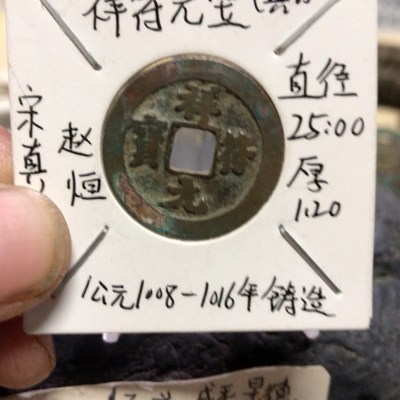 祥符元宝
宋真
赵恒
祥符元寳
直径
25:00
厚
1.20
公元1008-1016年铸造